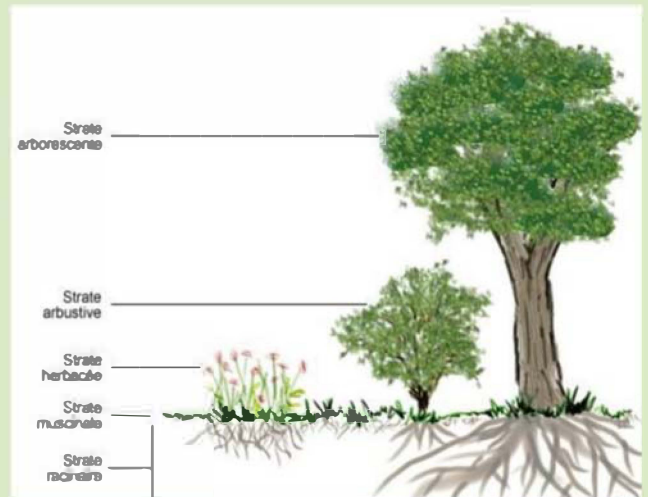 Strate
arborescente
Strate
arbustive
Strate
herbacée
Strate
muscinale
Strate
racinaire